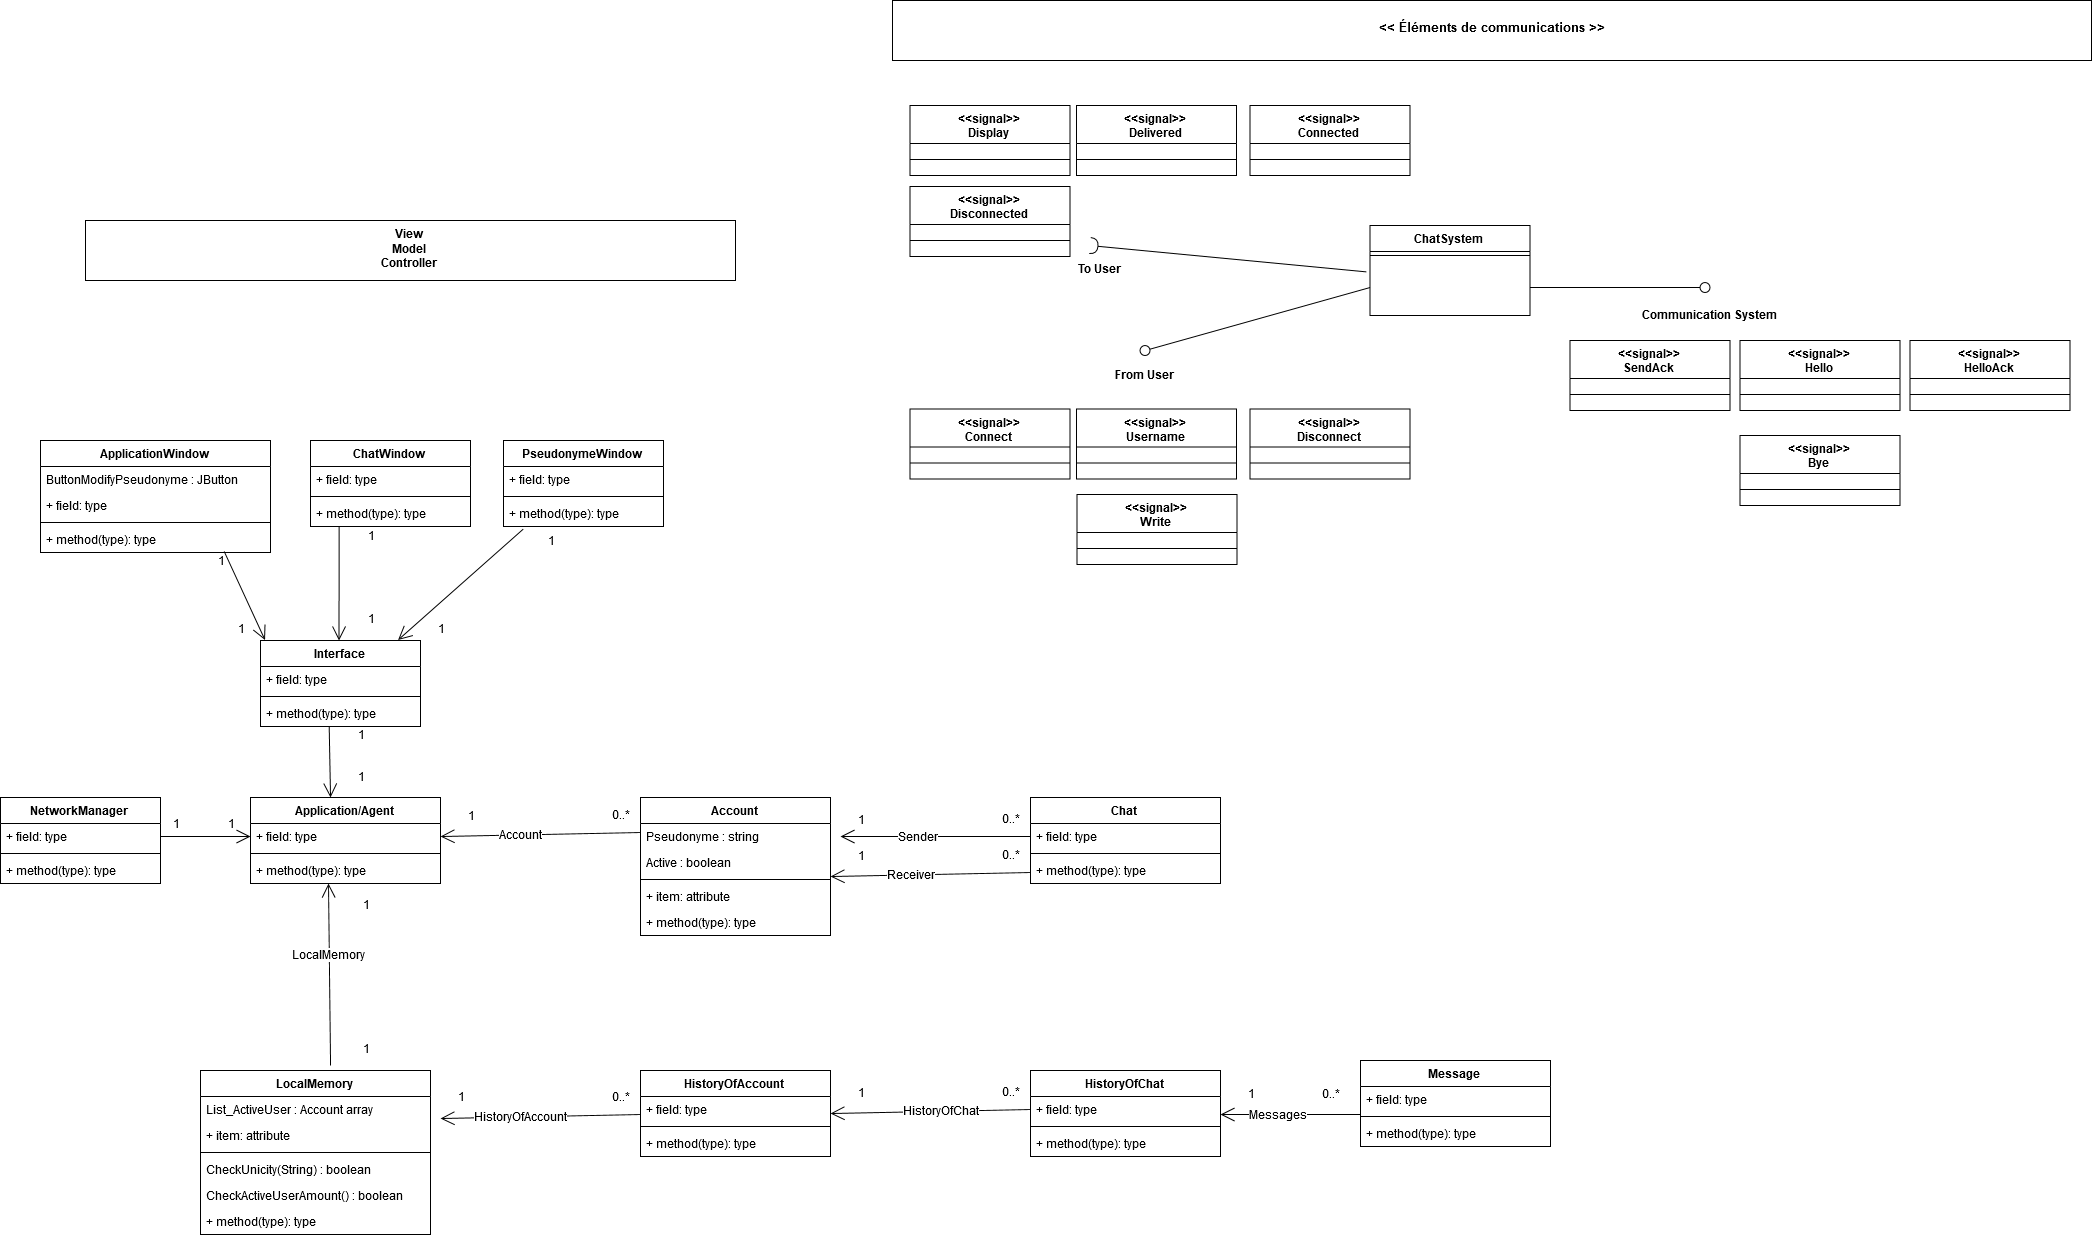 << Éléments de communications >>
<<signal>>
Display
<<signal>>
Delivered
<<signal>>
Connected
<<signal>>
Disconnected
To User
ChatSystem
From User
Communication System
<<signal>>
SendAck
<<signal>>
Hello
<<signal>>
HelloAck
<<signal>>
Bye
<<signal>>
Connect
<<signal>>
Username
<<signal>>
Disconnect
<<signal>>
Write
View
Model
Controller
ApplicationWindow
ButtonModifyPseudonyme : JButton
+ field: type
+ method(type): type
ChatWindow
+ field: type
+ method(type): type
PseudonymeWindow
+ field: type
+ method(type): type
1
1
1
1
1
1
Interface
+ field: type
+ method(type): type
1
1
NetworkManager
+ field: type
+ method(type): type
1
1
Application/Agent
+ field: type
+ method(type): type
1
Account
0..*
Account
Pseudonyme : string
Active : boolean
+ item: attribute
+ method(type): type
1
Sender
0..*
1
Receiver
0..*
Chat
+ field: type
+ method(type): type
1
LocalMemory
1
LocalMemory
List_ActiveUser : Account array
+ item: attribute
CheckUnicity(String) : boolean
CheckActiveUserAmount() : boolean
+ method(type): type
1
HistoryOfAccount
0..*
HistoryOfAccount
+ field: type
+ method(type): type
1
HistoryOfChat
0..*
HistoryOfChat
+ field: type
+ method(type): type
1
Messages
0..*
Message
+ field: type
+ method(type): type